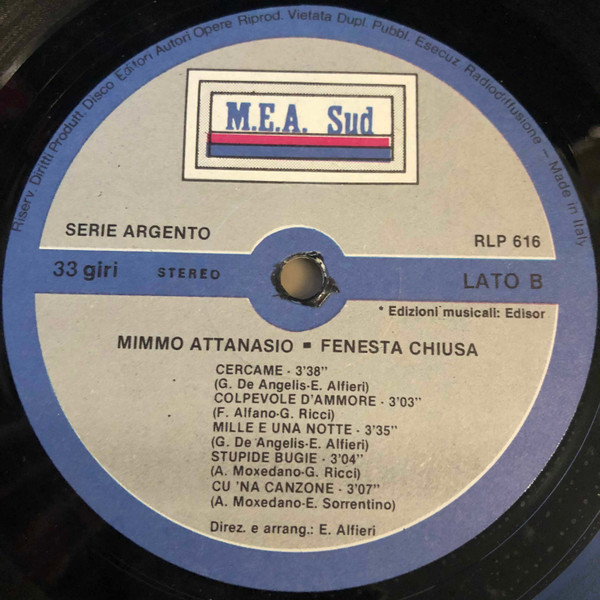 Riserv. Diritti Produtt. Disco Editori Autori Opere Riprod. Vietata Dupl. Pubbl. Esecuz. Radiodiffusione - Made in Italy
M.E.A. Sud
SERIE ARGENTO
RLP 616
33 giri STEREO
LATO B
* Edizioni musicali: Edisor
MIMMO ATTANASIO ▪ FENESTA CHIUSA
CERCAME - 3'38"
(G. De Angelis-E. Alfieri)
COLPEVOLE D'AMMORE - 3'03"
(F. Alfano-G. Ricci)
MILLE E UNA NOTTE - 3'35"
(G. De Angelis-E. Alfieri)
STUPIDE BUGIE - 3'04"
(A. Moxedano-G. Ricci)
CU 'NA CANZONE - 3'07"
(A. Moxedano-E. Sorrentino)
Direz. e arrang.: E. Alfieri